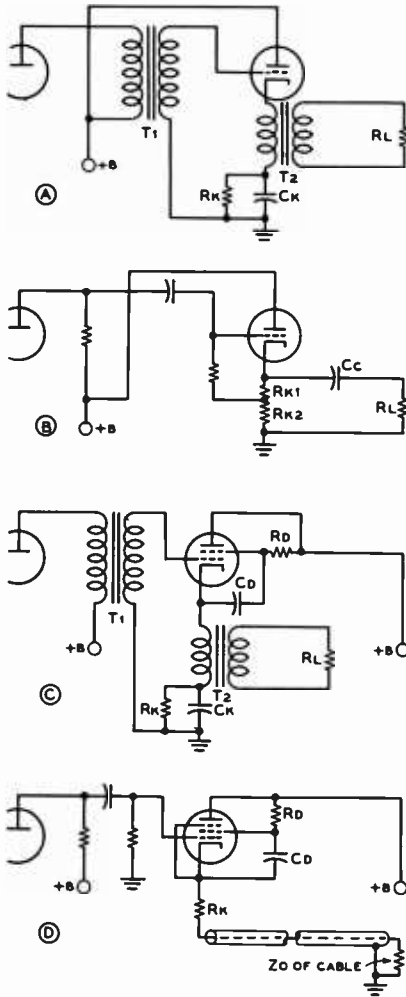 T1
+B
A
RK
CK
T2
RL
+B
B
CC
RK1
RK2
RL
T1
+B
C
RD
CD
RK
T2
CK
RL
+B
+B
D
RD
CD
RK
+B
ZO OF CABLE